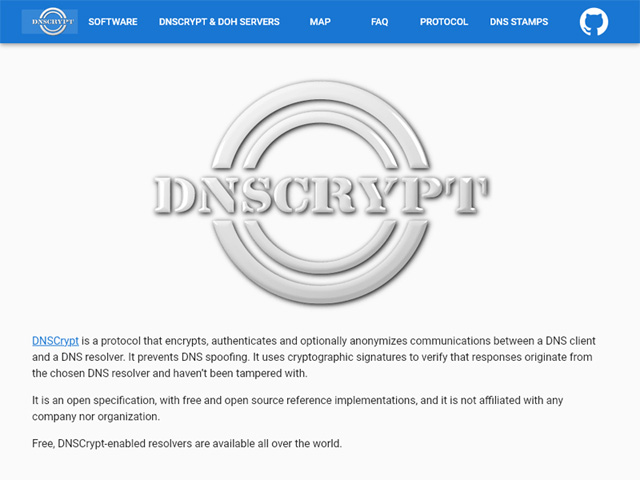 DNSCRYPT
SOFTWARE
DNSCRYPT & DOH SERVERS
MAP
FAQ
PROTOCOL
DNS STAMPS
DNSCRYPT
DNSCrypt is a protocol that encrypts, authenticates and optionally anonymizes communications between a DNS client
and a DNS resolver. It prevents DNS spoofing. It uses cryptographic signatures to verify that responses originate from
the chosen DNS resolver and haven't been tampered with.
It is an open specification, with free and open source reference implementations, and it is not affiliated with any
company nor organization.
Free, DNSCrypt-enabled resolvers are available all over the world.